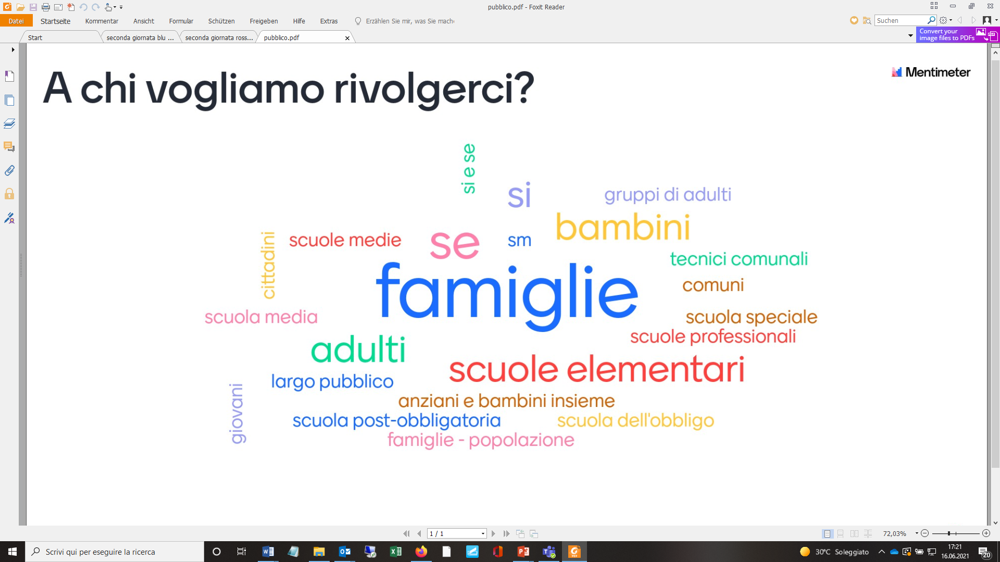 pubblico.pdf - Foxit Reader
Datei Startseite Kommentar Ansicht Formular Schützen Freigeben Hilfe Extras Erzählen Sie mir, was Sie mach Suchen
Start seconda giornata blu ... seconda giornata ross... pubblico.pdf
Convert your
image files to PDFs
A chi vogliamo rivolgerci?
Mentimeter
si e se
si
gruppi di adulti
bambini
cittadini
scuole medie
se
sm
tecnici comunali
famiglie
comuni
scuola media
scuola speciale
scuole professionali
adulti
scuole elementari
largo pubblico
giovani
anziani e bambini insieme
scuola post-obbligatoria
scuola dell'obbligo
famiglie - popolazione
1 / 1
72,03%
Scrivi qui per eseguire la ricerca
30°C Soleggiato
17:21
16.06.2021
20